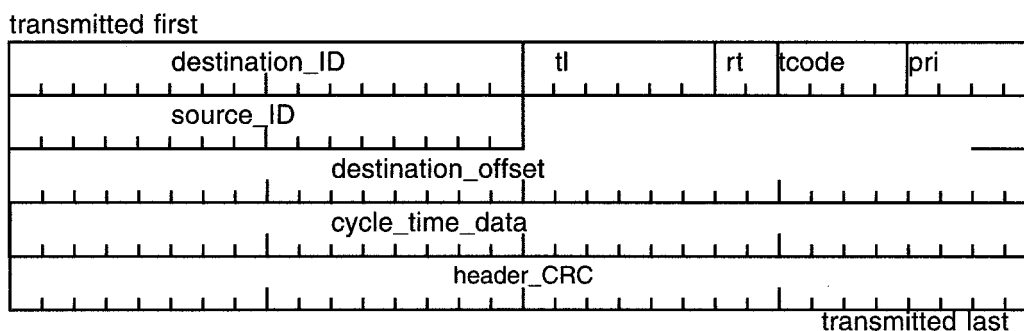 transmitted first
destination_ID tl rt tcode pri
source_ID
destination_offset
cycle_time_data
header_CRC
transmitted last